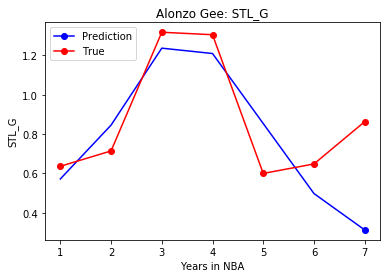 Alonzo Gee: STL_G
Prediction
True
1.2
1.0
0.8
0.6
0.4
STL_G
1 2 3 4 5 6 7
Years in NBA